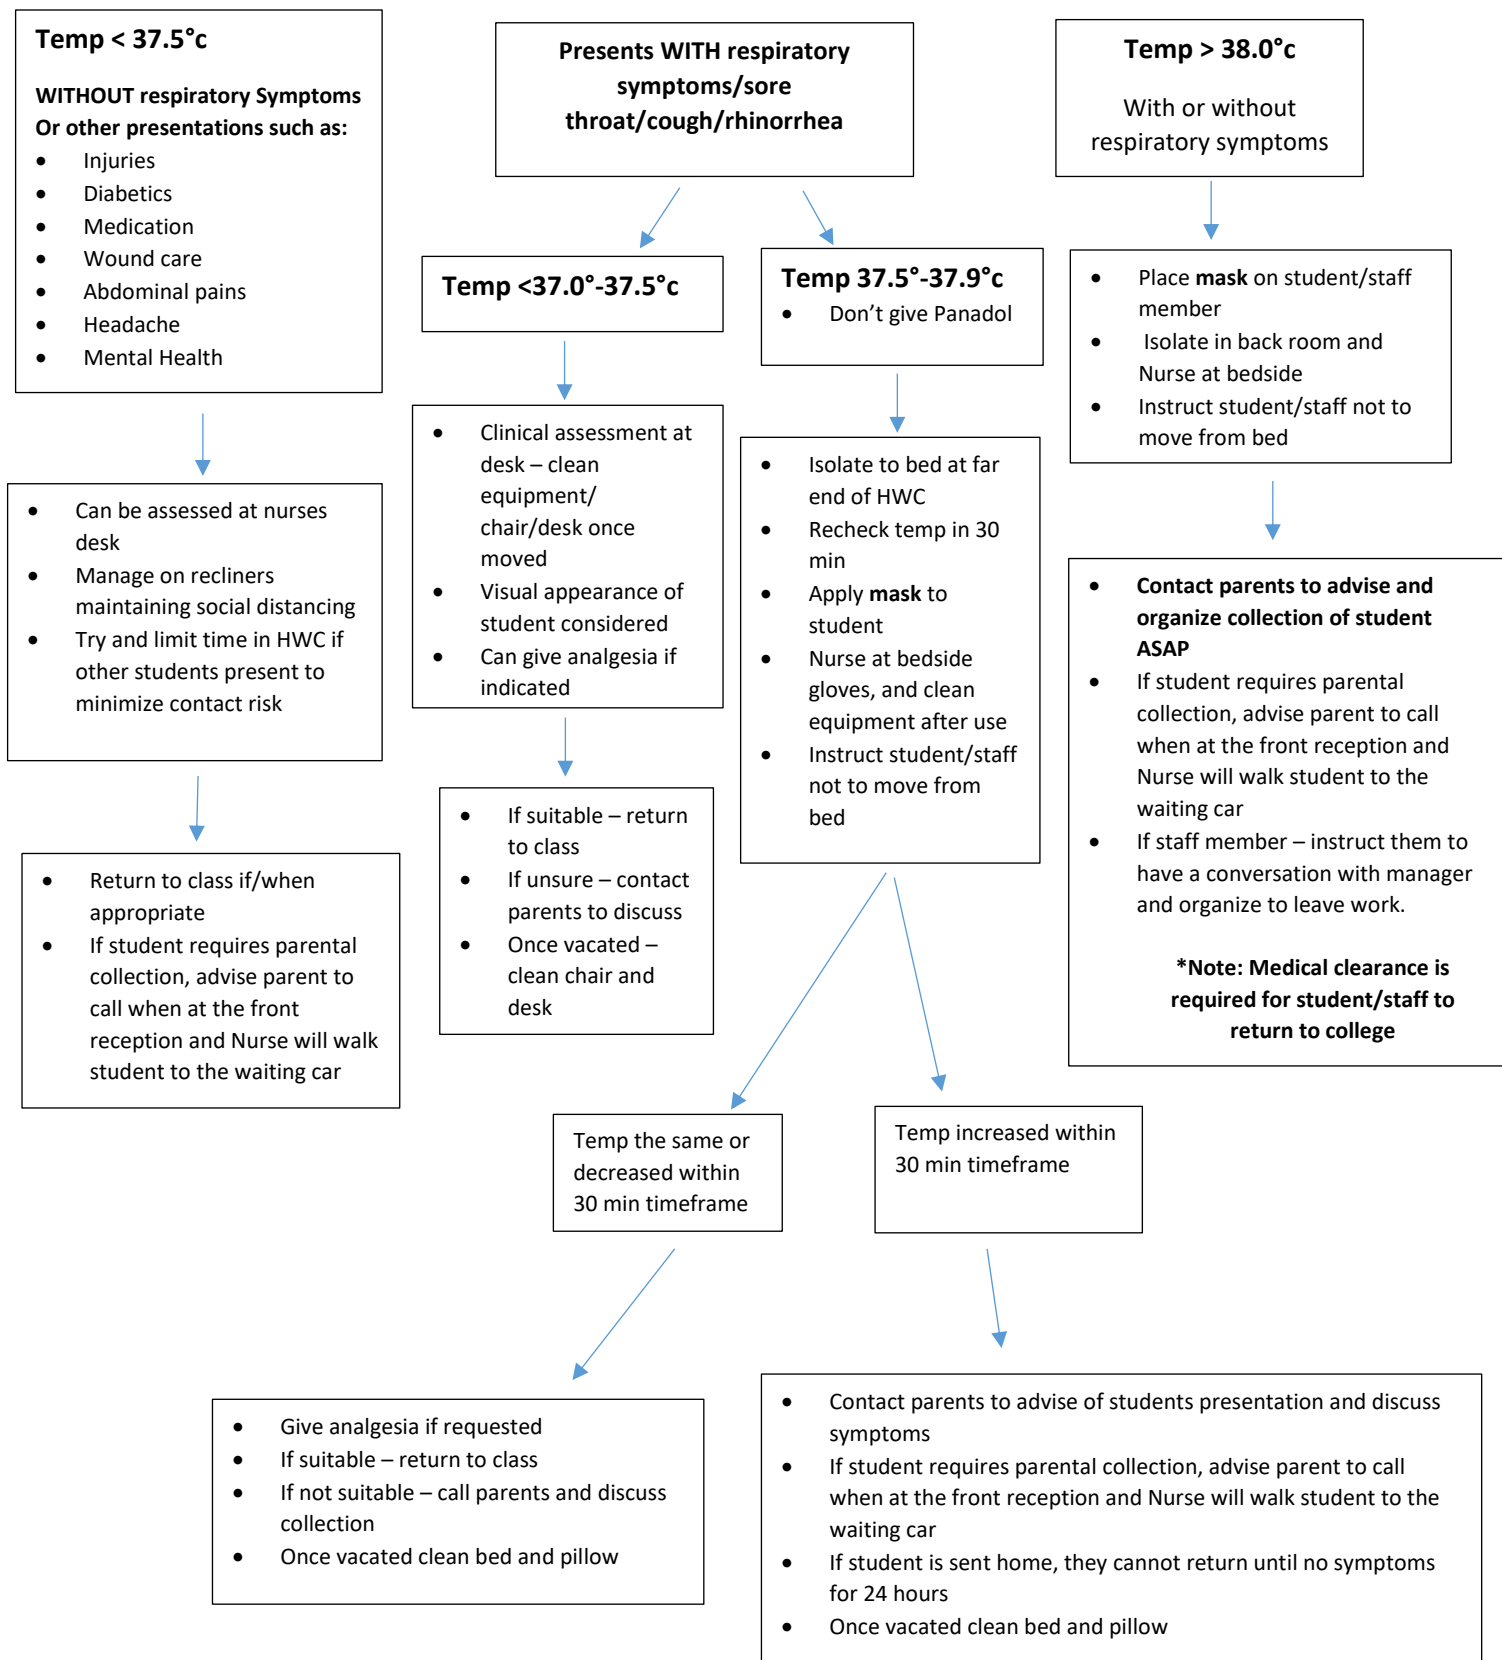 Temp < 37.5°c
WITHOUT respiratory Symptoms
Or other presentations such as:
• Injuries
• Diabetics
• Medication
• Wound care
• Abdominal pains
• Headache
• Mental Health
Presents WITH respiratory
symptoms/sore
throat/cough/rhinorrhea
Temp > 38.0°c
With or without
respiratory symptoms
Temp <37.0°-37.5°c
Temp 37.5°-37.9°c
• Don’t give Panadol
• Place mask on student/staff
member
• Isolate in back room and
Nurse at bedside
• Instruct student/staff not to
move from bed
• Can be assessed at nurses
desk
• Manage on recliners
maintaining social distancing
• Try and limit time in HWC if
other students present to
minimize contact risk
• Clinical assessment at
desk – clean
equipment/
chair/desk once
moved
• Visual appearance of
student considered
• Can give analgesia if
indicated
• Isolate to bed at far
end of HWC
• Recheck temp in 30
min
• Apply mask to
student
• Nurse at bedside
gloves, and clean
equipment after use
• Instruct student/staff
not to move from
bed
• Contact parents to advise and
organize collection of student
ASAP
• If student requires parental
collection, advise parent to call
when at the front reception and
Nurse will walk student to the
waiting car
• If staff member – instruct them to
have a conversation with manager
and organize to leave work.
*Note: Medical clearance is
required for student/staff to
return to college
• Return to class if/when
appropriate
• If student requires parental
collection, advise parent to
call when at the front
reception and Nurse will walk
student to the waiting car
• If suitable – return
to class
• If unsure – contact
parents to discuss
• Once vacated –
clean chair and
desk
Temp the same or
decreased within
30 min timeframe
Temp increased within
30 min timeframe
• Give analgesia if requested
• If suitable – return to class
• If not suitable – call parents and discuss
collection
• Once vacated clean bed and pillow
• Contact parents to advise of students presentation and discuss
symptoms
• If student requires parental collection, advise parent to call
when at the front reception and Nurse will walk student to the
waiting car
• If student is sent home, they cannot return until no symptoms
for 24 hours
• Once vacated clean bed and pillow